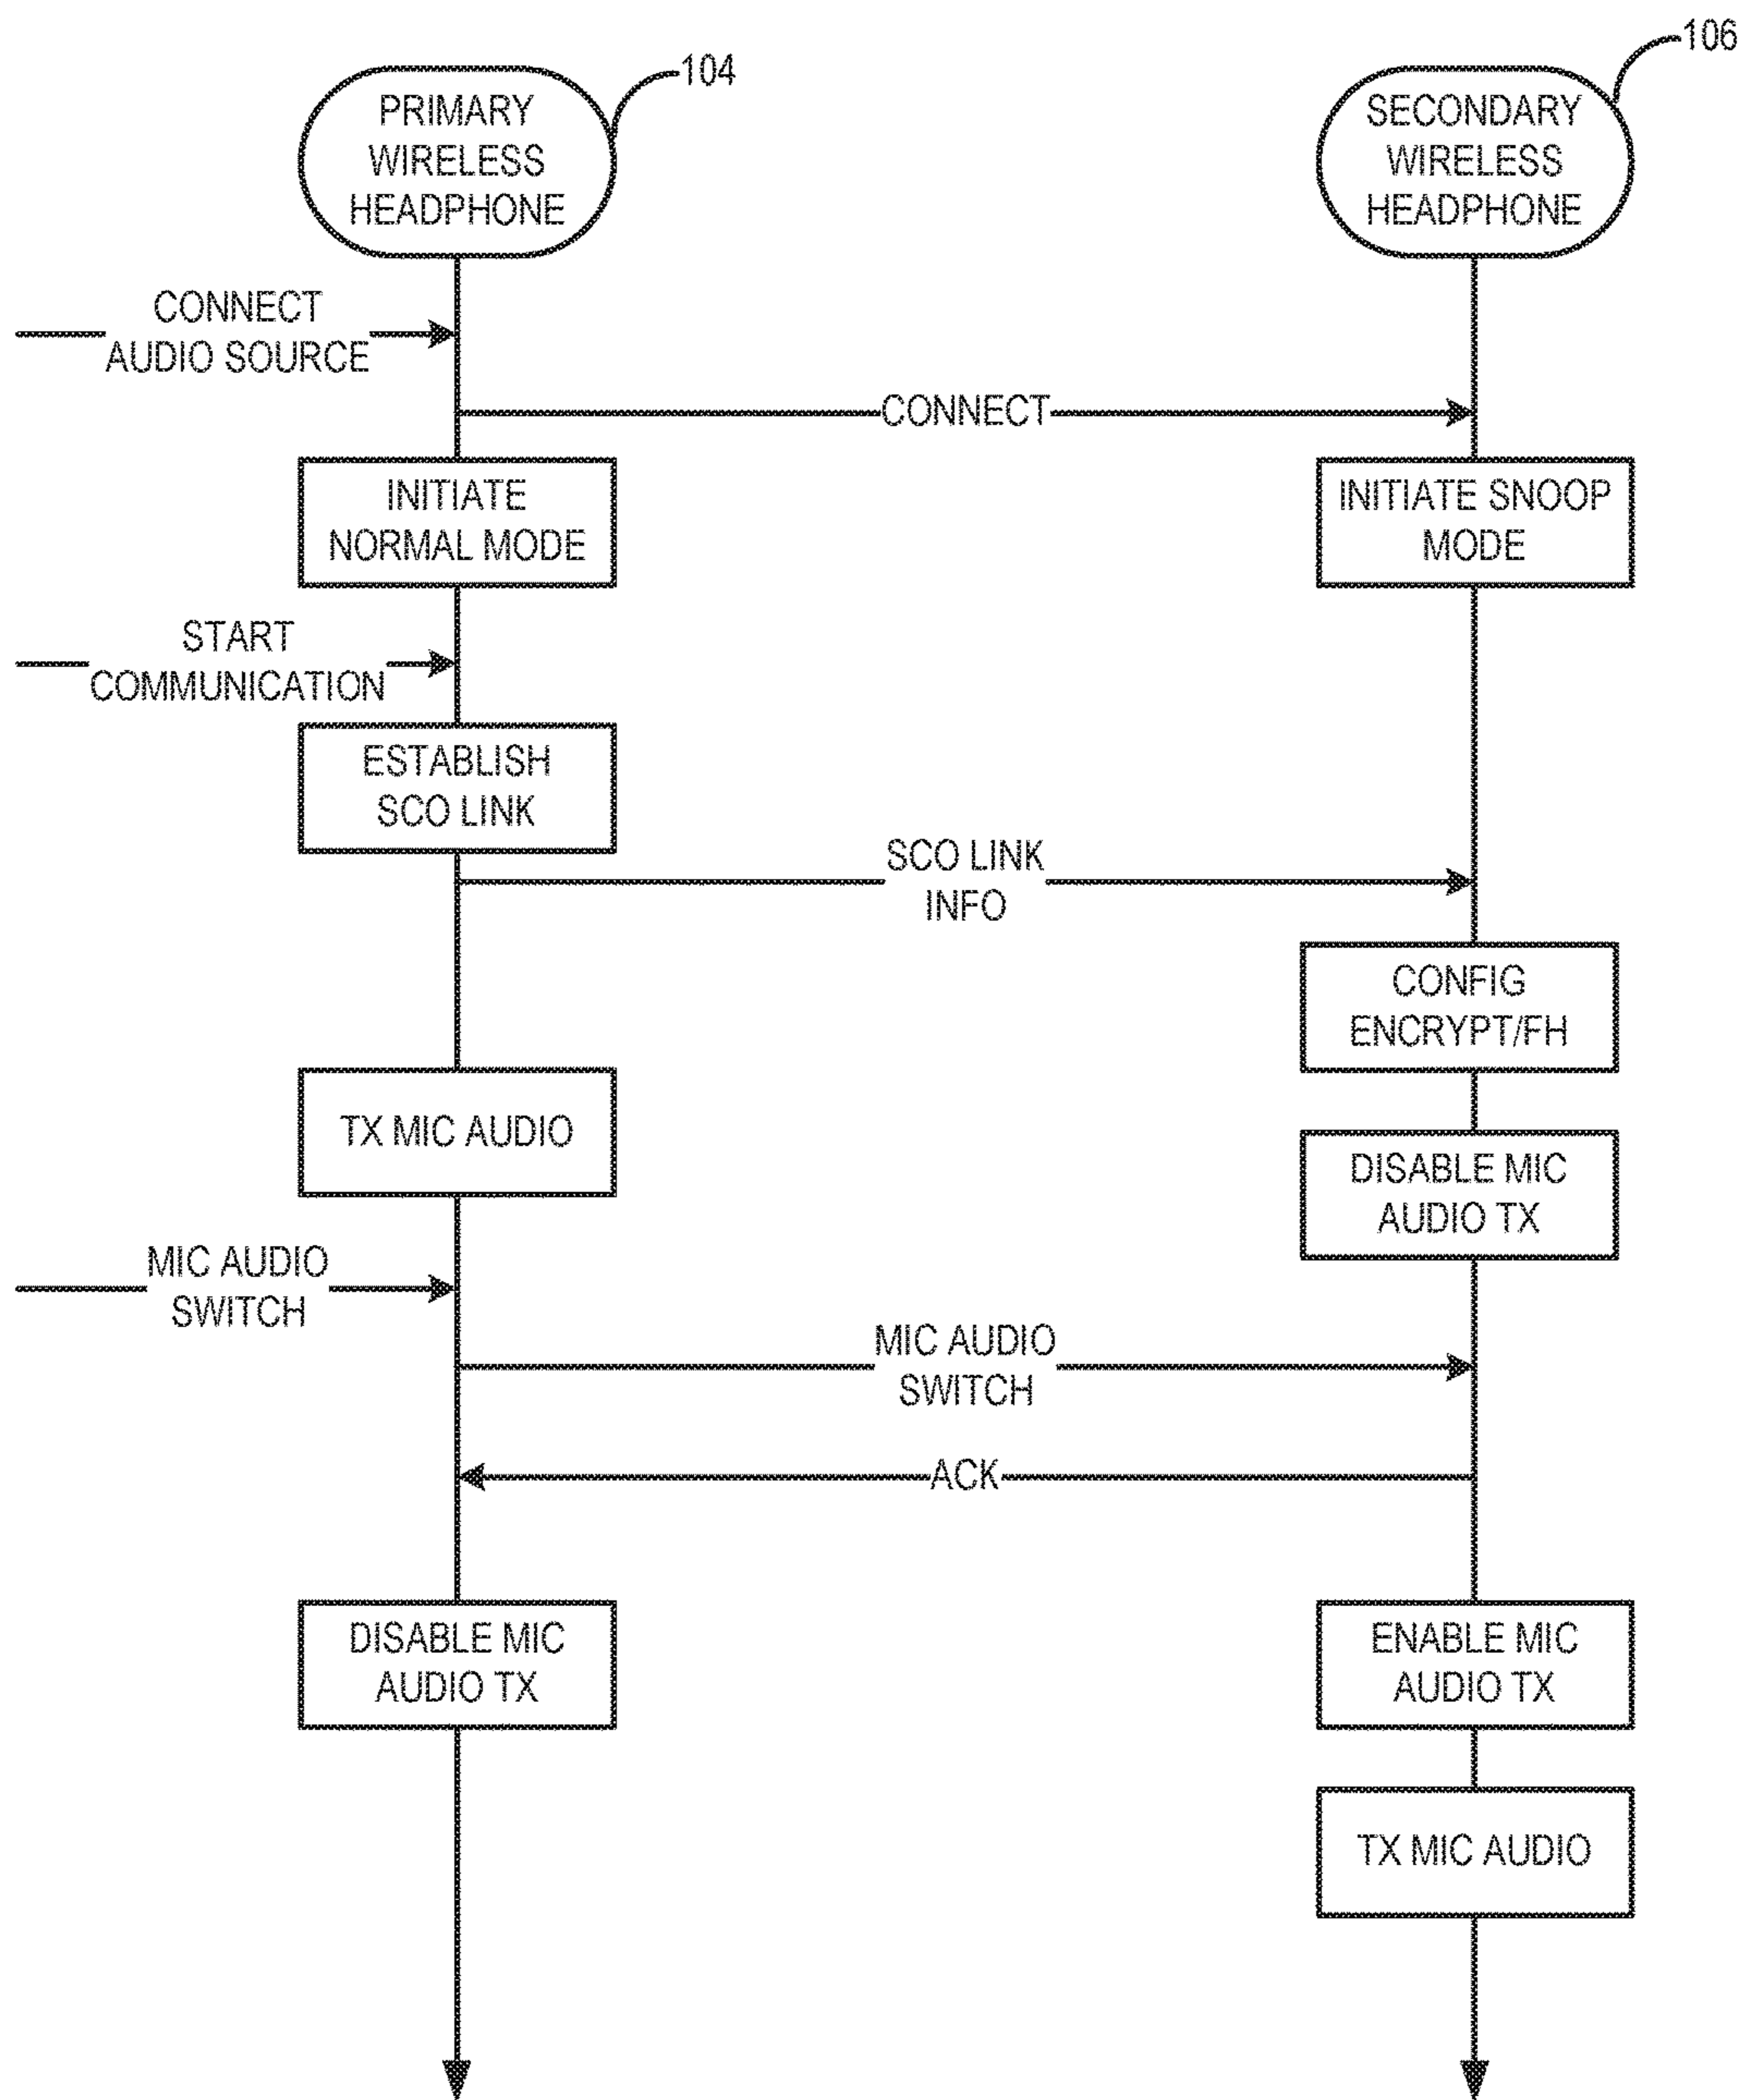 106
104
PRIMARY
WIRELESS
HEADPHONE
SECONDARY
WIRELESS
HEADPHONE
CONNECT
AUDIO SOURCE
CONNECT
INITIATE
NORMAL MODE
INITIATE SNOOP
MODE
START
COMMUNICATION
ESTABLISH
SCO LINK
SCO LINK
INFO
CONFIG
ENCRYPT/FH
TX MIC AUDIO
DISABLE MIC
AUDIO TX
MIC AUDIO
SWITCH
MIC AUDIO
SWITCH
ACK
DISABLE MIC
AUDIO TX
ENABLE MIC
AUDIO TX
TX MIC AUDIO